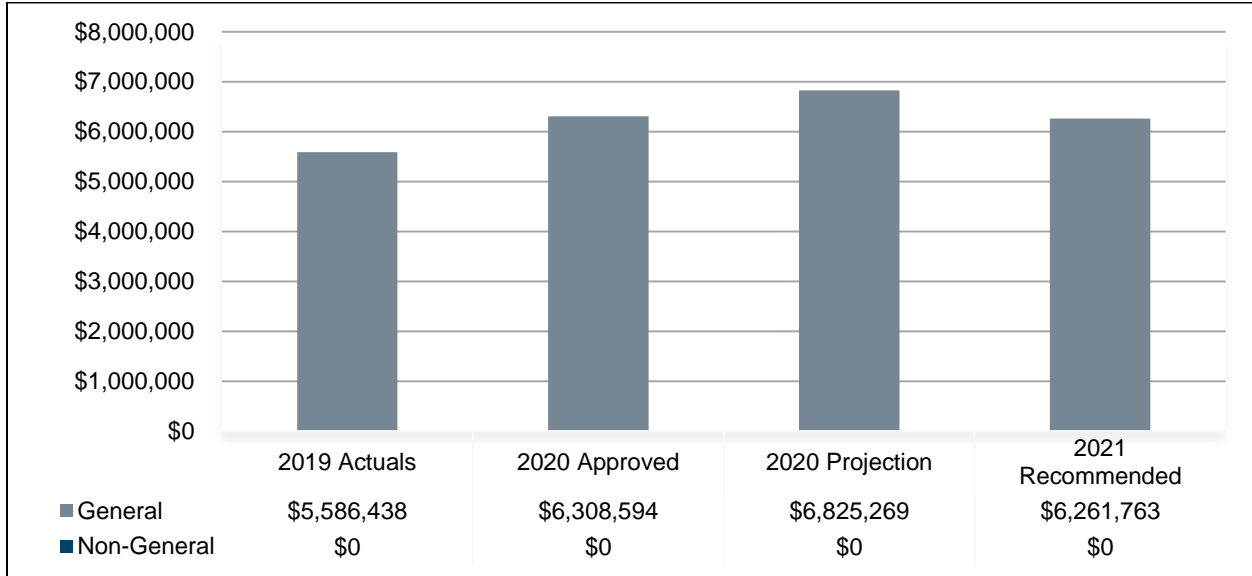 $8,000,000
$7,000,000
$6,000,000
$5,000,000
$4,000,000
$3,000,000
$2,000,000
$1,000,000
$0
2019 Actuals 2020 Approved 2020 Projection 2021
Recommended
General $5,586,438 $6,308,594 $6,825,269 $6,261,763
Non-General $0 $0 $0 $0